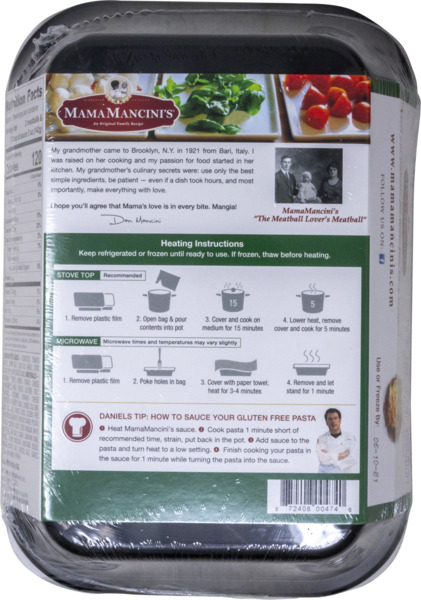 MAMAMANCINI'S
An Original Family Recipe
My grandmother came to Brooklyn, N.Y. in 1921 from Bari, Italy. I
was raised on her cooking and my passion for food started in her
kitchen. My grandmother's culinary secrets were: use only the best
simple ingredients, be patient — even if a dish took hours, and most
importantly, make everything with love.
I hope you'll agree that Mama's love is in every bite. Mangia!
Dan Mancini
MamaMancini's
"The Meatball Lover's Meatball"
Heating Instructions
Keep refrigerated or frozen until ready to use. If frozen, thaw before heating.
STOVE TOP Recommended
15
5
1. Remove plastic film
2. Open bag & pour
contents into pot
3. Cover and cook on
medium for 15 minutes
4. Lower heat, remove
cover and cook for 5 minutes
MICROWAVE Microwave times and temperatures may vary slightly
1. Remove plastic film
2. Poke holes in bag
3. Cover with paper towel;
heat for 3-4 minutes
4. Remove and let
stand for 1 minute
DANIELS TIP: HOW TO SAUCE YOUR GLUTEN FREE PASTA
1 Heat MamaMancini's sauce. 2 Cook pasta 1 minute short of
recommended time, strain, put back in the pot. 3 Add sauce to the
pasta and turn heat to a low setting. 4 Finish cooking your pasta in
the sauce for 1 minute while turning the pasta into the sauce.
8 72408 00474
Nutrition Facts
120
www.mamamancinis.com
FOLLOW US ON:
Use or Freeze By: